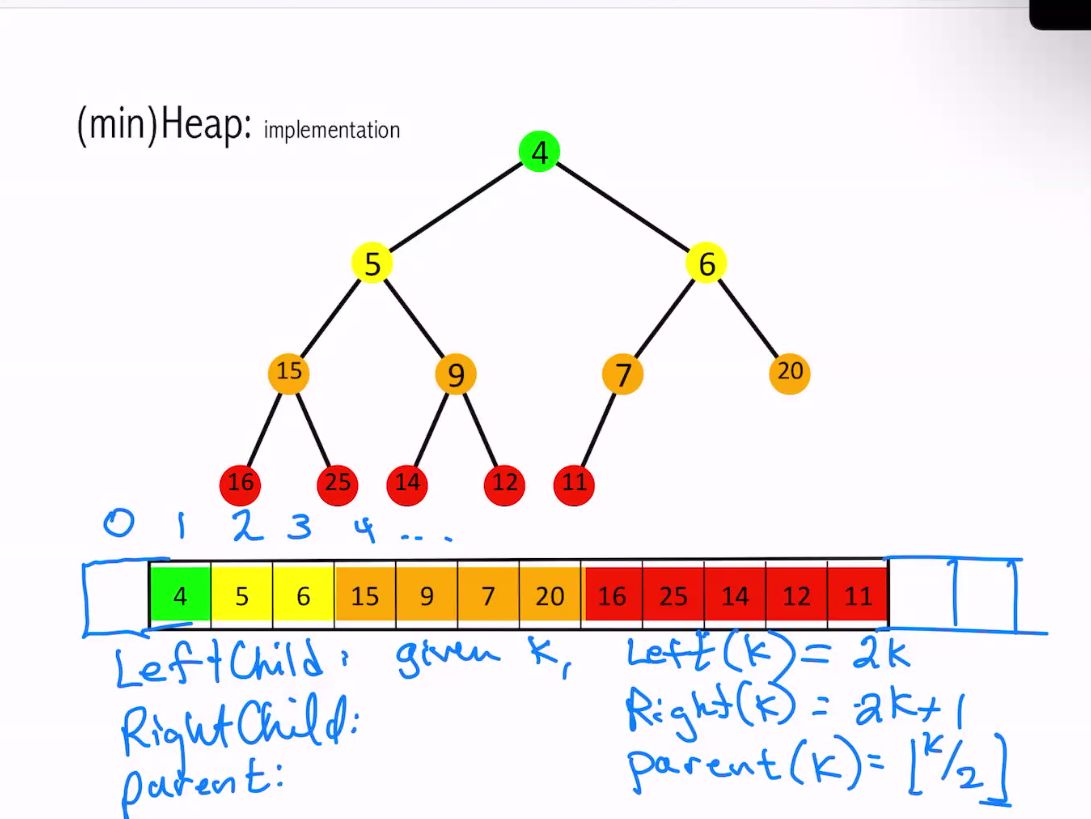 (min)Heap: implementation
4
5 6
15 9 7 20
16 25 14 12 11
0 1 2 3 4 ...
4 5 6 15 9 7 20 16 25 14 12 11
LeftChild: given k, Left(k) = 2k
RightChild: Right(k) = 2k+1
parent: parent(k) = ⌊k/2⌋